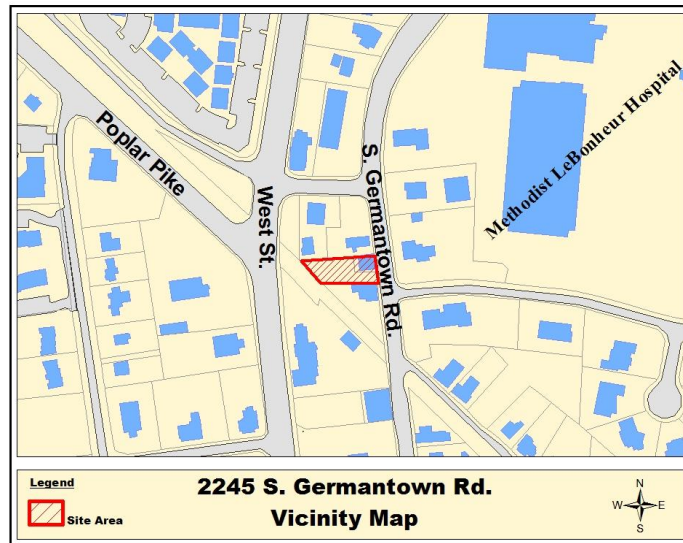 Methodist LeBonheur Hospital
Poplar Pike
West St.
S. Germantown Rd.
Legend
Site Area
2245 S. Germantown Rd.
Vicinity Map
N
W
E
S